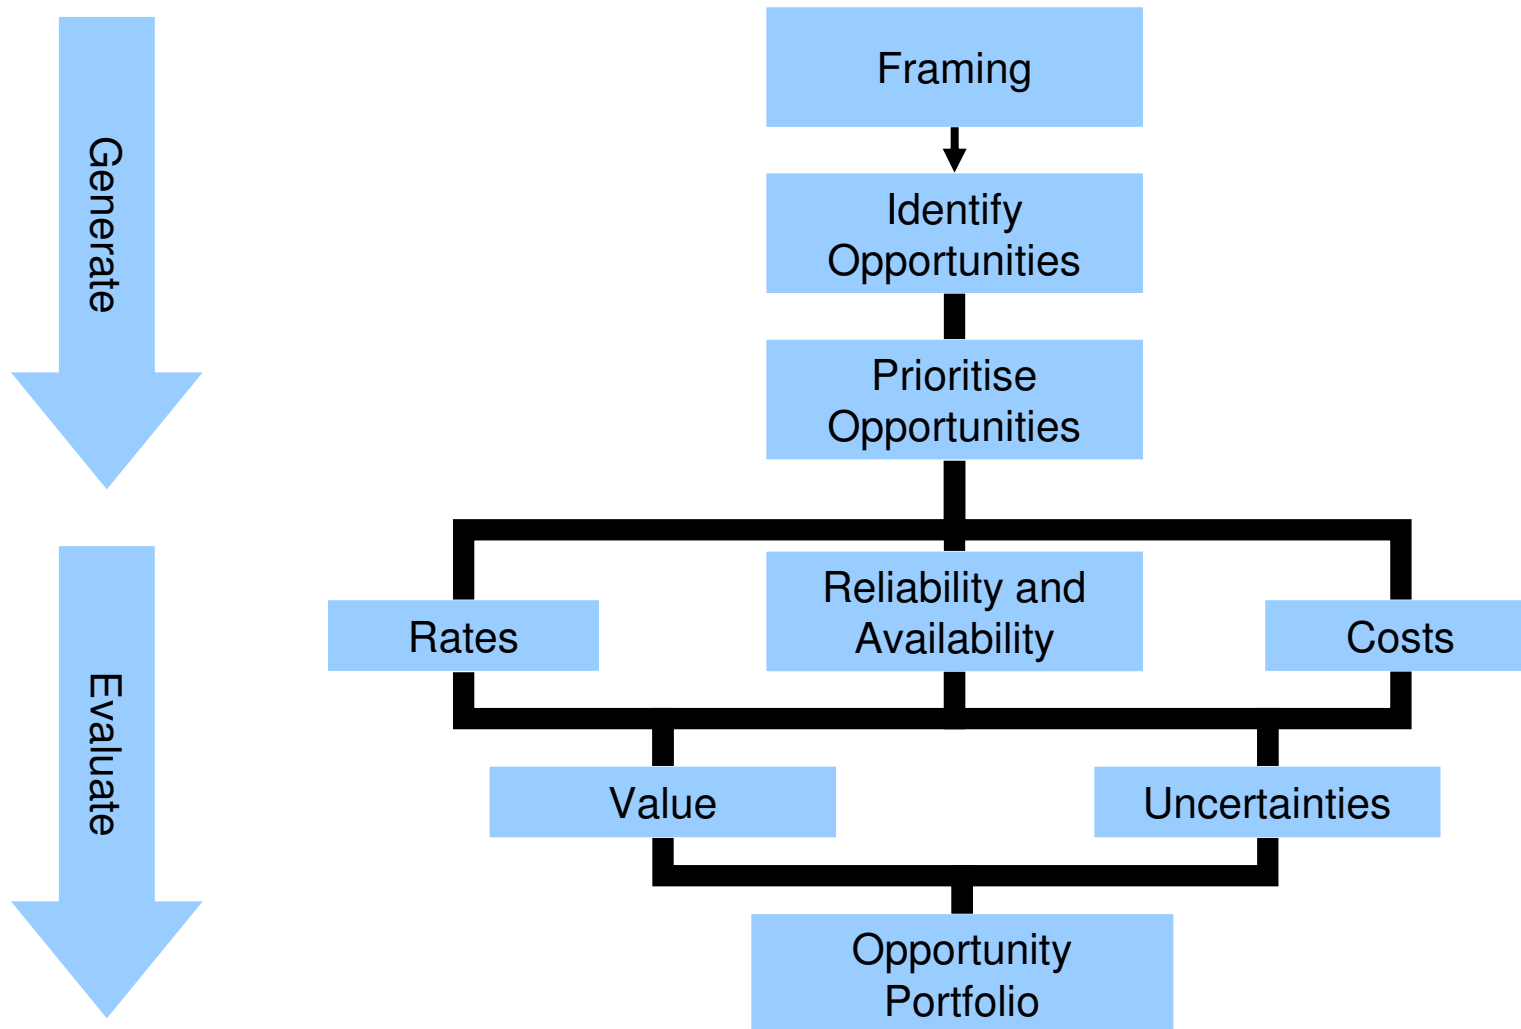 Generate
Framing
Identify
Opportunities
Prioritise
Opportunities
Evaluate
Rates
Reliability and
Availability
Costs
Value
Uncertainties
Opportunity
Portfolio